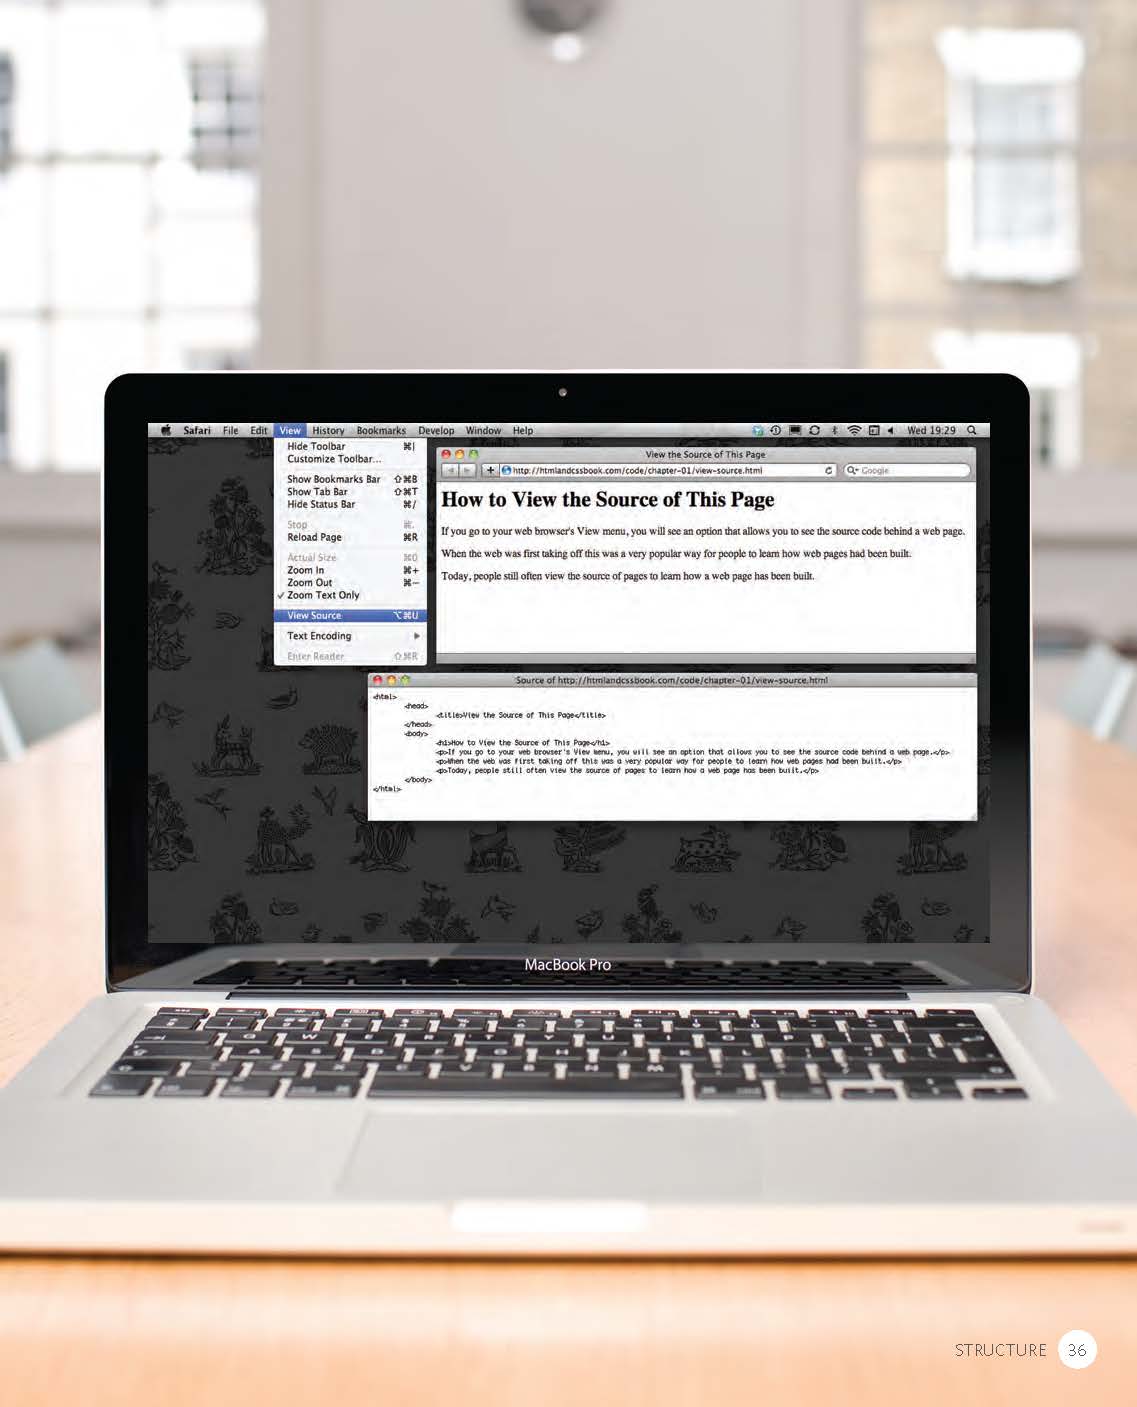 Safari File Edit View History Bookmarks Develop Window Help Wed 19:29
Hide Toolbar ⌘|
Customize Toolbar...
Show Bookmarks Bar ⇧⌘B
Show Tab Bar ⇧⌘T
Hide Status Bar ⌘/
Stop ⌘.
Reload Page ⌘R
Actual Size ⌘0
Zoom In ⌘+
Zoom Out ⌘−
✓ Zoom Text Only
View Source ⌥⌘U
Text Encoding
Enter Reader ⇧⌘R
View the Source of This Page
http://htmlandcssbook.com/code/chapter-01/view-source.html Google
How to View the Source of This Page
If you go to your web browser's View menu, you will see an option that allows you to see the source code behind a web page.
When the web was first taking off this was a very popular way for people to learn how web pages had been built.
Today, people still often view the source of pages to learn how a web page has been built.
Source of http://htmlandcssbook.com/code/chapter-01/view-source.html
<html>
<head>
<title>View the Source of This Page</title>
</head>
<body>
<h1>How to View the Source of This Page</h1>
<p>If you go to your web browser's View menu, you will see an option that allows you to see the source code behind a web page.</p>
<p>When the web was first taking off this was a very popular way for people to learn how web pages had been built.</p>
<p>Today, people still often view the source of pages to learn how a web page has been built.</p>
</body>
</html>
MacBook Pro
STRUCTURE 36